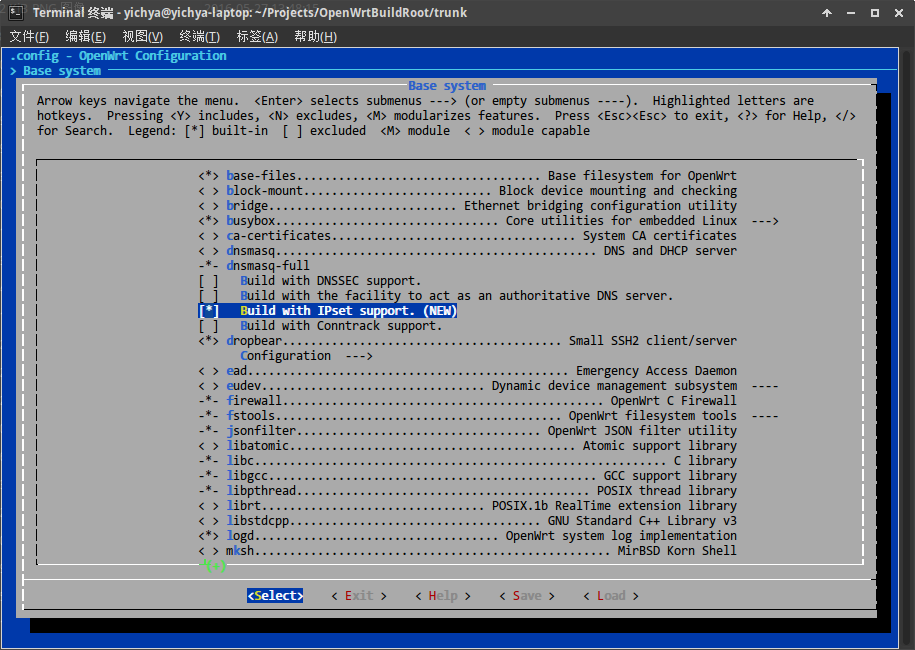 Terminal 终端 - yichya@yichya-laptop: ~/Projects/OpenWrtBuildRoot/trunk
文件(F) 编辑(E) 视图(V) 终端(T) 标签(A) 帮助(H)
.config - OpenWrt Configuration
> Base system
Base system
Arrow keys navigate the menu.  <Enter> selects submenus ---> (or empty submenus ----).  Highlighted letters are
hotkeys.  Pressing <Y> includes, <N> excludes, <M> modularizes features.  Press <Esc><Esc> to exit, <?> for Help, </>
for Search.  Legend: [*] built-in  [ ] excluded  <M> module  < > module capable
<*> base-files................................... Base filesystem for OpenWrt
< > block-mount........................... Block device mounting and checking
< > bridge.......................... Ethernet bridging configuration utility
<*> busybox................................ Core utilities for embedded Linux  --->
< > ca-certificates................................... System CA certificates
< > dnsmasq.............................................. DNS and DHCP server
-*- dnsmasq-full
[ ]   Build with DNSSEC support.
[ ]   Build with the facility to act as an authoritative DNS server.
[*]   Build with IPset support. (NEW)
[ ]   Build with Conntrack support.
<*> dropbear......................................... Small SSH2 client/server
Configuration  --->
< > ead.............................................. Emergency Access Daemon
< > eudev................................ Dynamic device management subsystem  ----
-*- firewall.............................................. OpenWrt C Firewall
-*- fstools......................................... OpenWrt filesystem tools  ----
-*- jsonfilter................................... OpenWrt JSON filter utility
< > libatomic......................................... Atomic support library
-*- libc........................................................... C library
-*- libgcc............................................... GCC support library
-*- libpthread.......................................... POSIX thread library
< > librt................................ POSIX.1b RealTime extension library
< > libstdcpp.................................... GNU Standard C++ Library v3
<*> logd................................... OpenWrt system log implementation
< > mksh.................................................. MirBSD Korn Shell
┴(+)
<Select> < Exit > < Help > < Save > < Load >